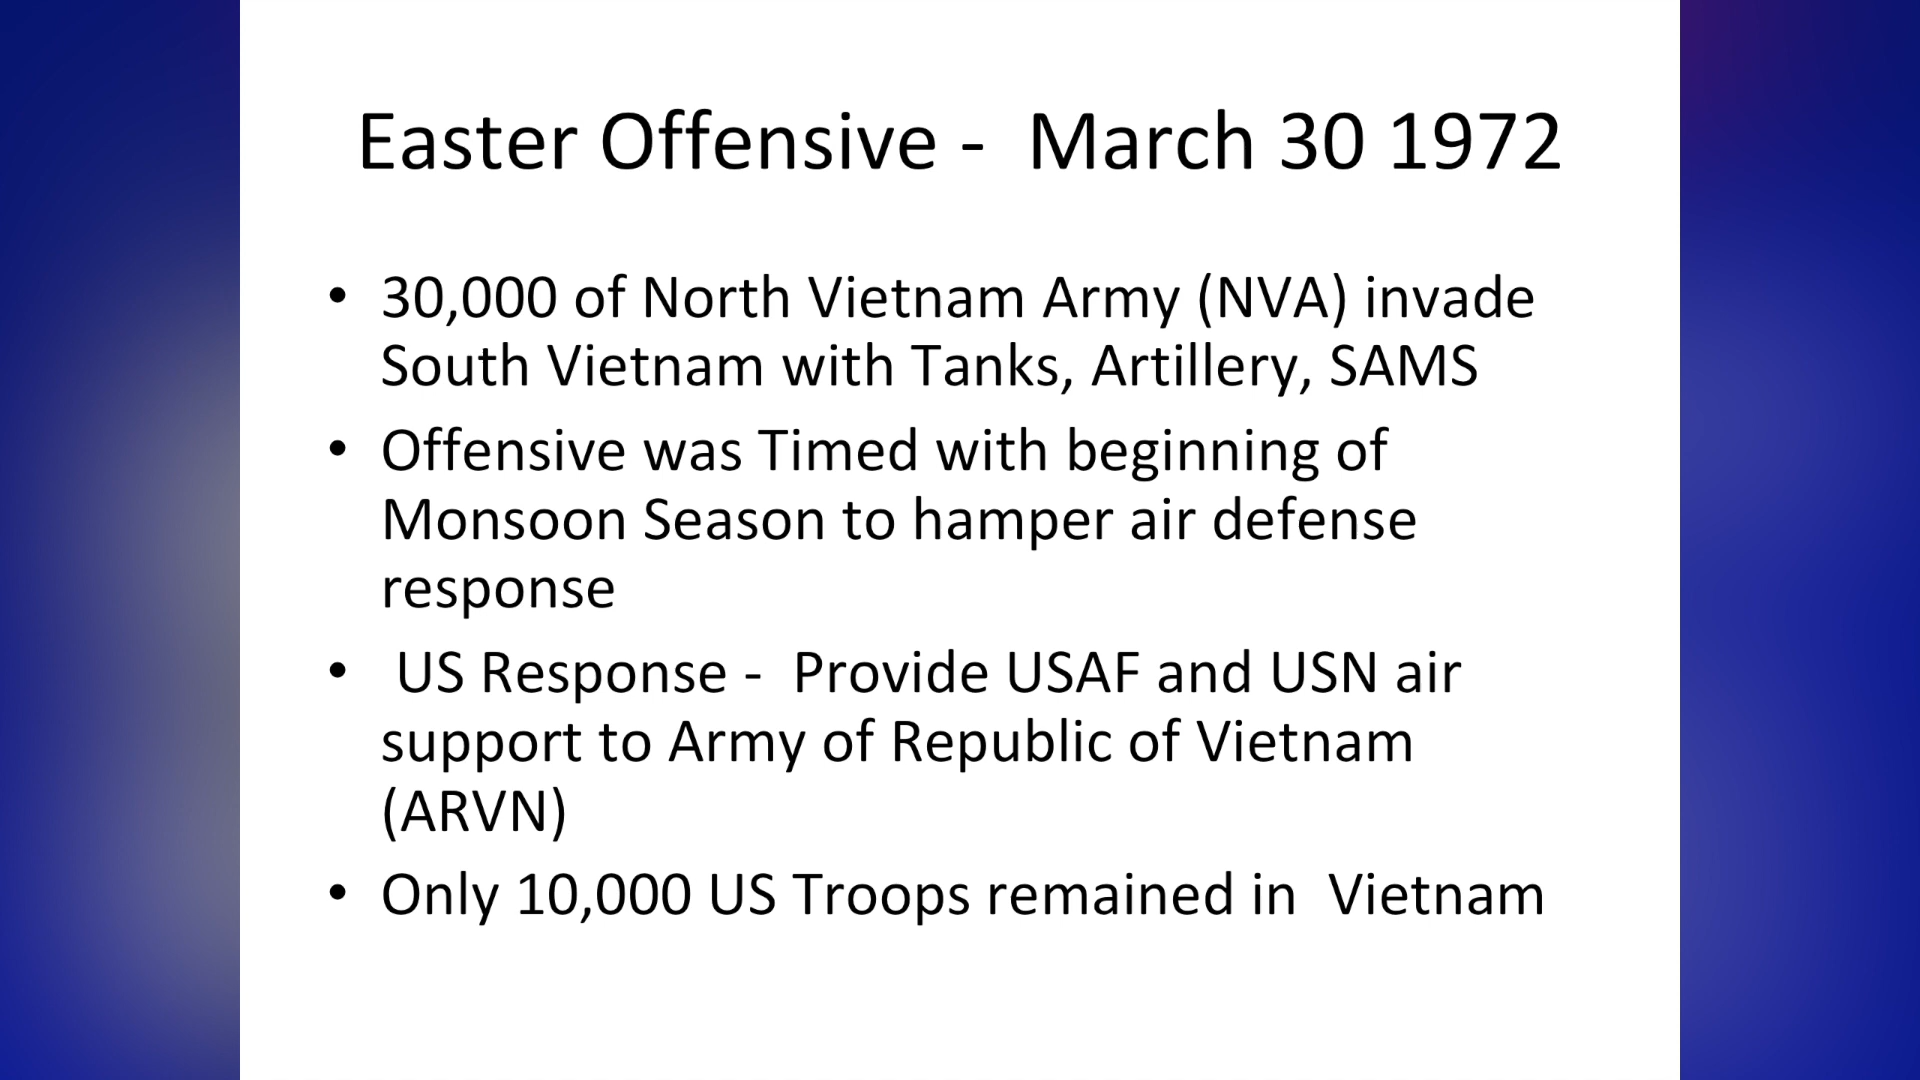 Easter Offensive -  March 30 1972
• 30,000 of North Vietnam Army (NVA) invade
South Vietnam with Tanks, Artillery, SAMS
• Offensive was Timed with beginning of
Monsoon Season to hamper air defense
response
•  US Response -  Provide USAF and USN air
support to Army of Republic of Vietnam
(ARVN)
• Only 10,000 US Troops remained in  Vietnam